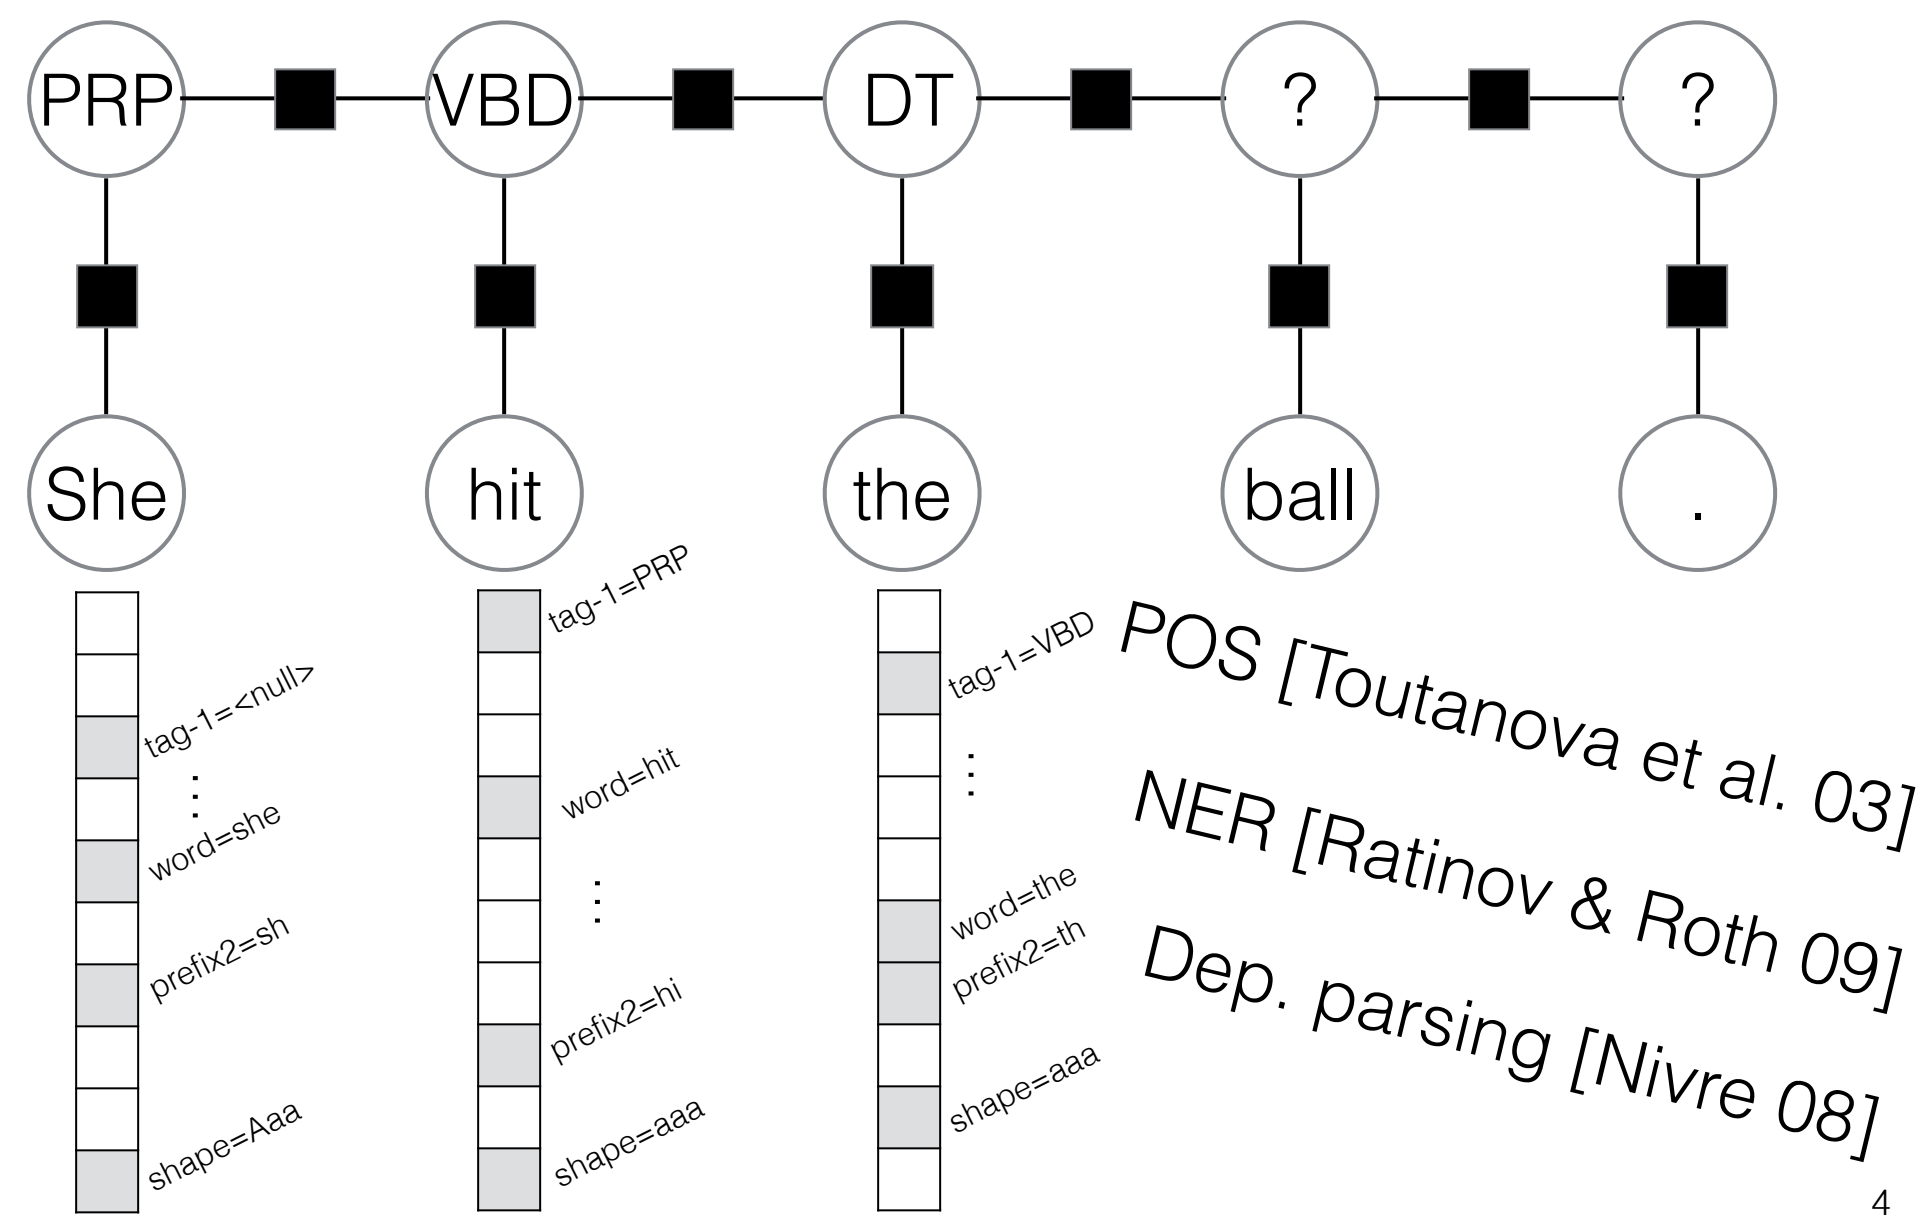 PRP VBD DT ? ?
She hit the ball .
tag-1=<null>
⋮
word=she
prefix2=sh
shape=Aaa
tag-1=PRP
word=hit
⋮
prefix2=hi
shape=aaa
tag-1=VBD
⋮
word=the
prefix2=th
shape=aaa
POS [Toutanova et al. 03]
NER [Ratinov & Roth 09]
Dep. parsing [Nivre 08]
4